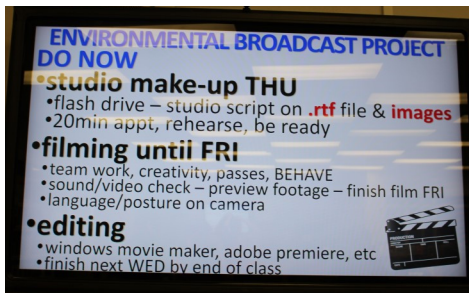 ENVIRONMENTAL BROADCAST PROJECT
DO NOW
•studio make-up THU
•flash drive – studio script on .rtf file & images
•20min appt, rehearse, be ready
•filming until FRI
•team work, creativity, passes, BEHAVE
•sound/video check – preview footage – finish film FRI
•language/posture on camera
•editing
•windows movie maker, adobe premiere, etc
•finish next WED by end of class